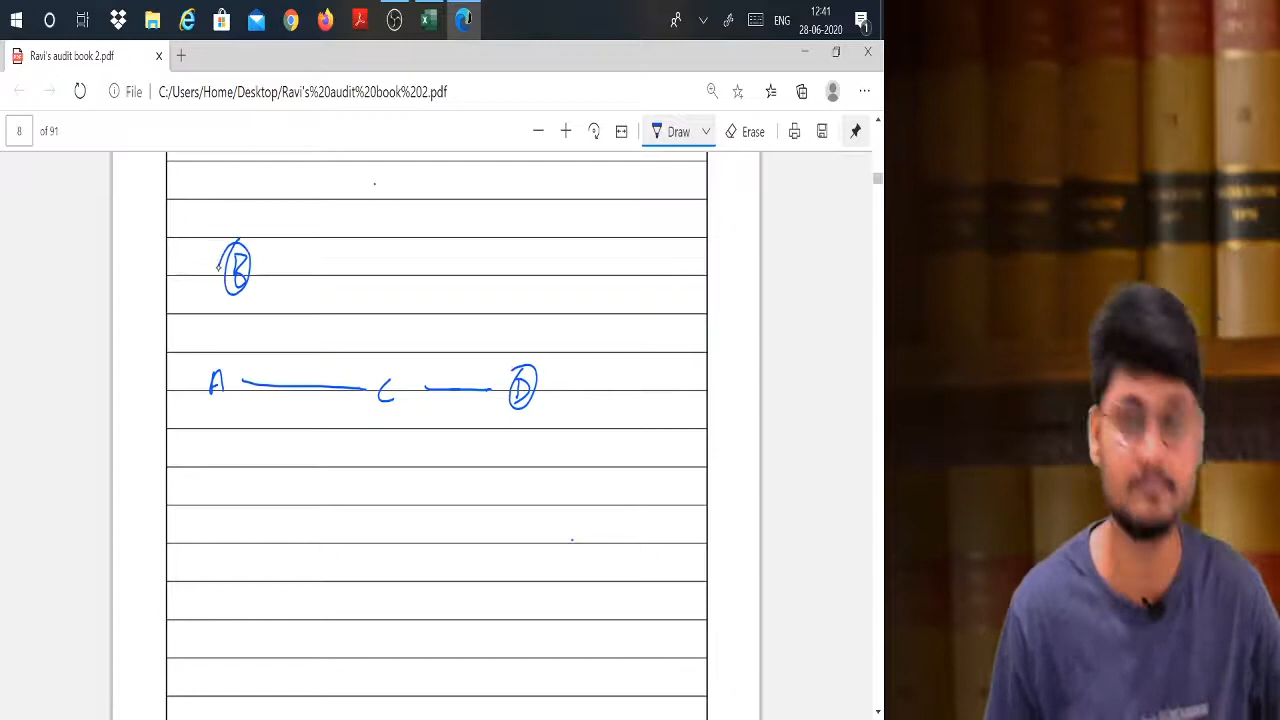 ENG
12:41
28-06-2020
1
Ravi's audit book 2.pdf
File C:/Users/Home/Desktop/Ravi's%20audit%20book%202.pdf
8 of 91
Draw Erase
B
A C D